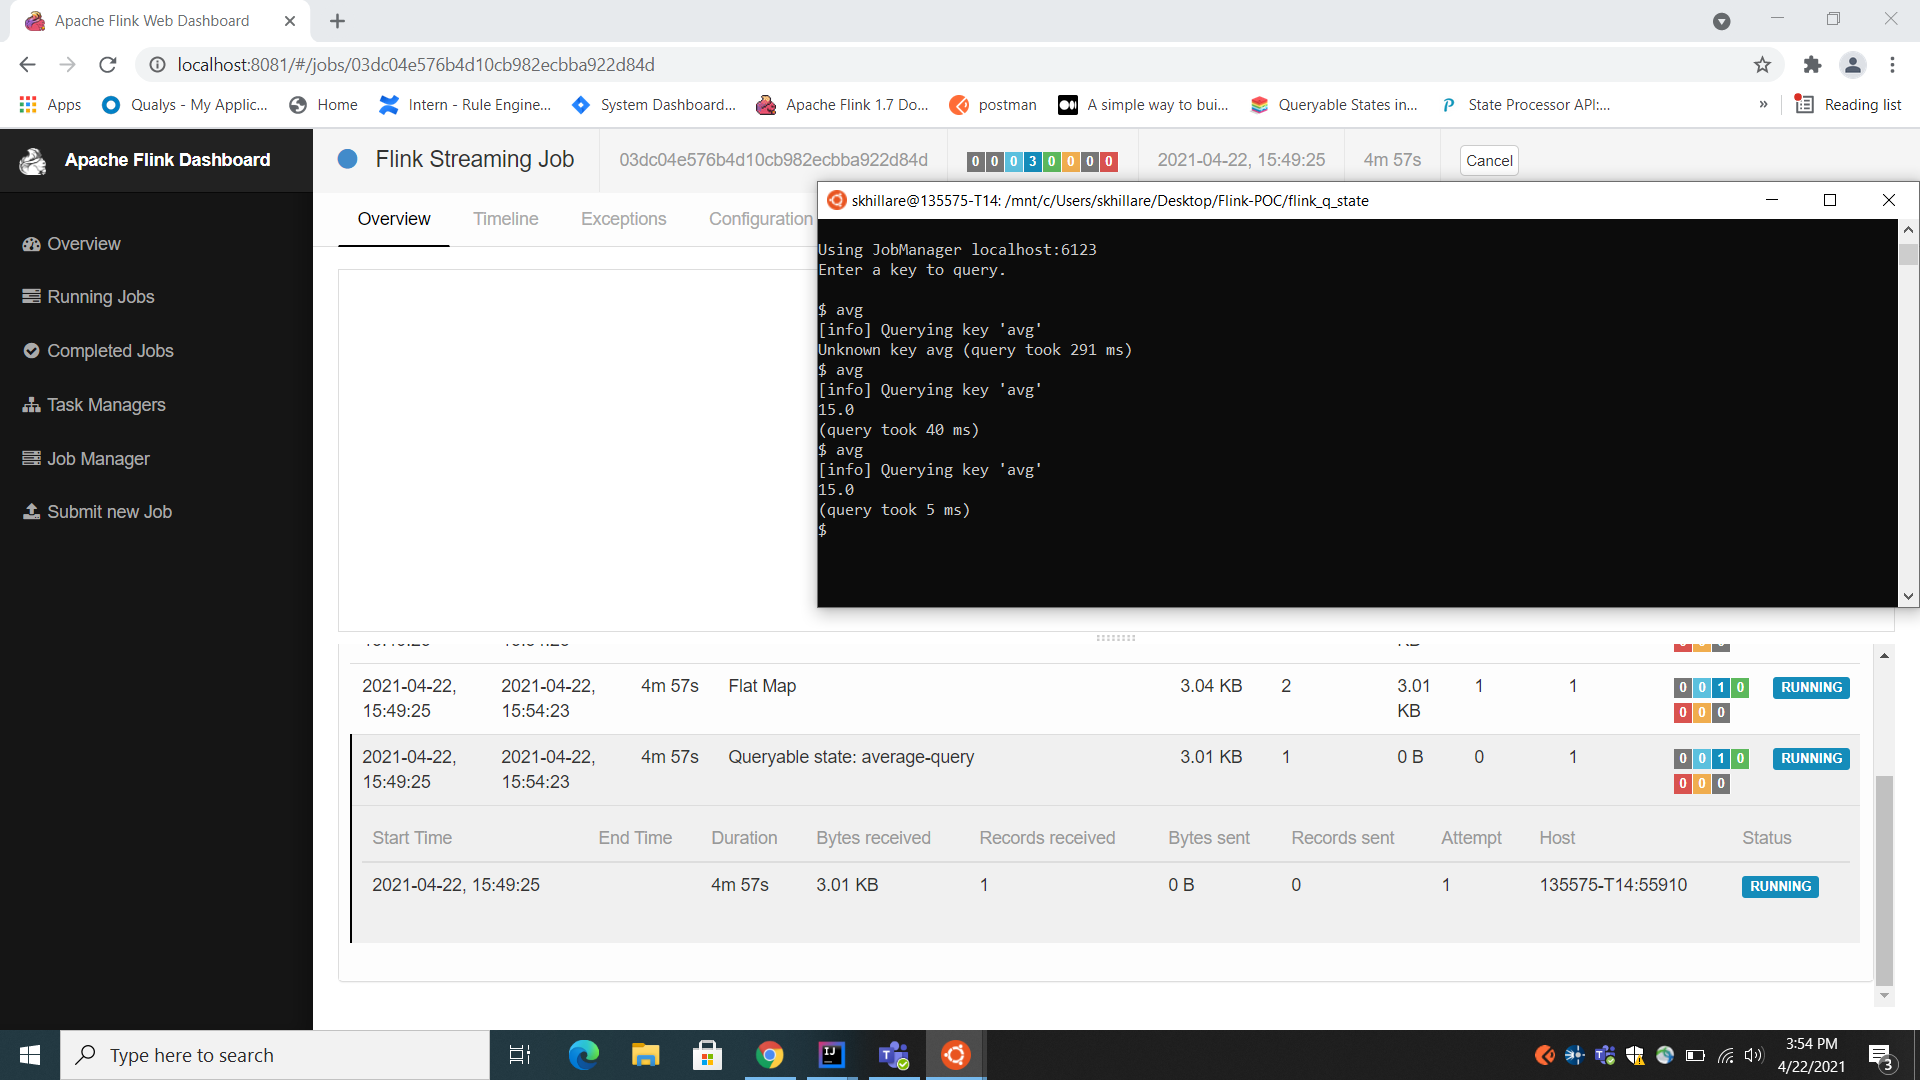 Apache Flink Web Dashboard
localhost:8081/#/jobs/03dc04e576b4d10cb982ecbba922d84d
Apps Qualys - My Applic... Home Intern - Rule Engine... System Dashboard... Apache Flink 1.7 Do... postman A simple way to bui... Queryable States in... State Processor API:... » Reading list
Apache Flink Dashboard
Flink Streaming Job 03dc04e576b4d10cb982ecbba922d84d 0 0 0 3 0 0 0 0 2021-04-22, 15:49:25 4m 57s Cancel
Overview Timeline Exceptions Configuration
Overview
Running Jobs
Completed Jobs
Task Managers
Job Manager
Submit new Job
skhillare@135575-T14: /mnt/c/Users/skhillare/Desktop/Flink-POC/flink_q_state
Using JobManager localhost:6123
Enter a key to query.
$ avg
[info] Querying key 'avg'
Unknown key avg (query took 291 ms)
$ avg
[info] Querying key 'avg'
15.0
(query took 40 ms)
$ avg
[info] Querying key 'avg'
15.0
(query took 5 ms)
$
2021-04-22, 2021-04-22, 4m 57s Flat Map 3.04 KB 2 3.01 1 1 0 0 1 0 RUNNING
15:49:25 15:54:23 KB 0 0 0
2021-04-22, 2021-04-22, 4m 57s Queryable state: average-query 3.01 KB 1 0 B 0 1 0 0 1 0 RUNNING
15:49:25 15:54:23 0 0 0
Start Time End Time Duration Bytes received Records received Bytes sent Records sent Attempt Host Status
2021-04-22, 15:49:25 4m 57s 3.01 KB 1 0 B 0 1 135575-T14:55910 RUNNING
Type here to search
3:54 PM
4/22/2021
3